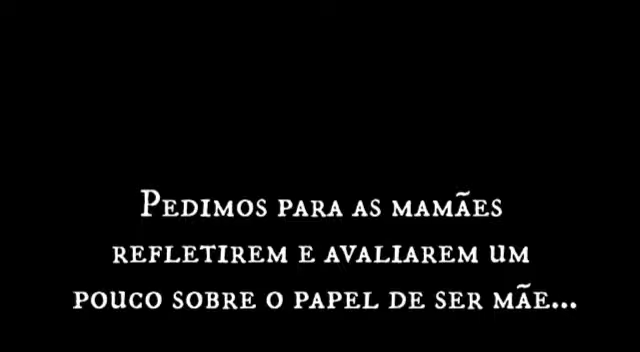 Pedimos para as mamães
refletirem e avaliarem um
pouco sobre o papel de ser mãe...